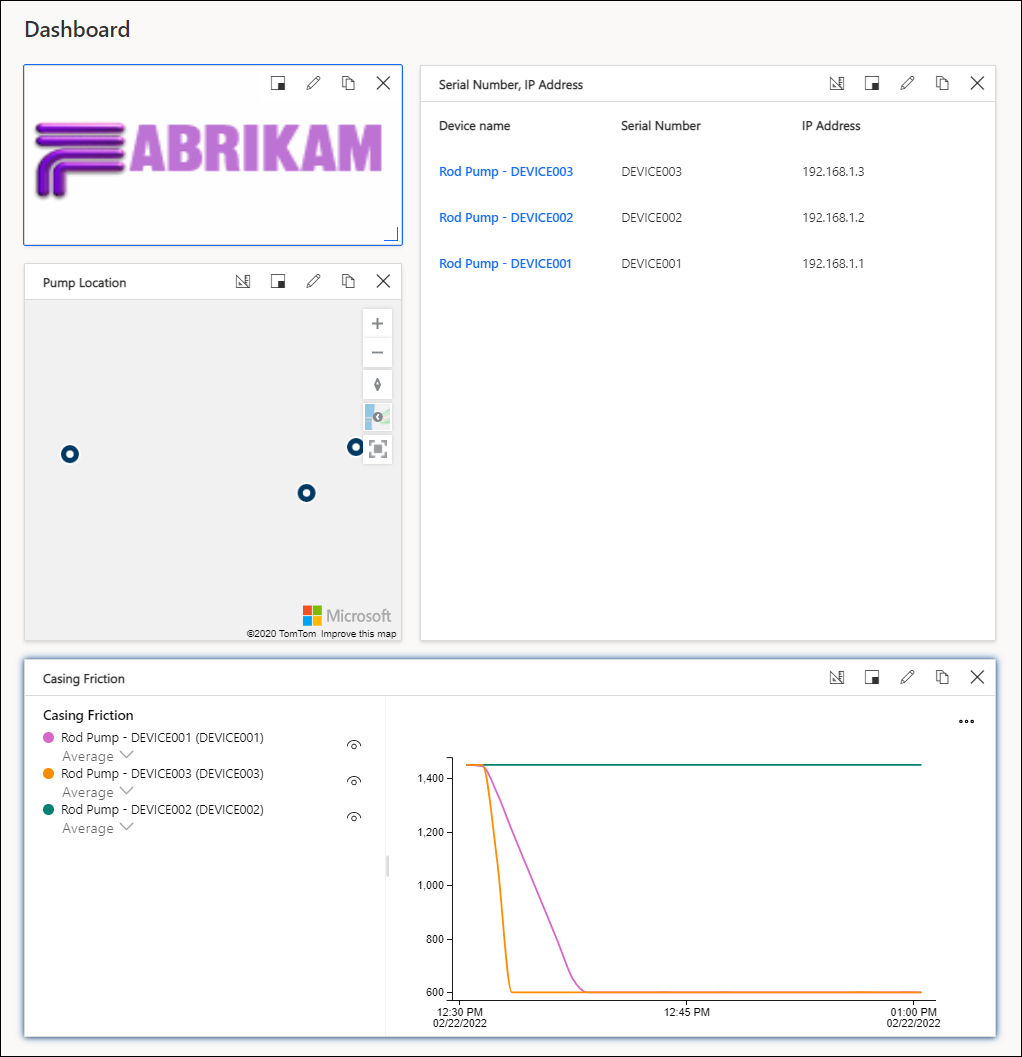 Dashboard
FABRIKAM
Serial Number, IP Address
Device name Serial Number IP Address
Rod Pump - DEVICE003 DEVICE003 192.168.1.3
Rod Pump - DEVICE002 DEVICE002 192.168.1.2
Rod Pump - DEVICE001 DEVICE001 192.168.1.1
Pump Location
Microsoft
©2020 TomTom Improve this map
Casing Friction
Casing Friction
Rod Pump - DEVICE001 (DEVICE001)
Average
Rod Pump - DEVICE003 (DEVICE003)
Average
Rod Pump - DEVICE002 (DEVICE002)
Average
1,400
1,200
1,000
800
600
12:30 PM 12:45 PM 01:00 PM
02/22/2022 02/22/2022